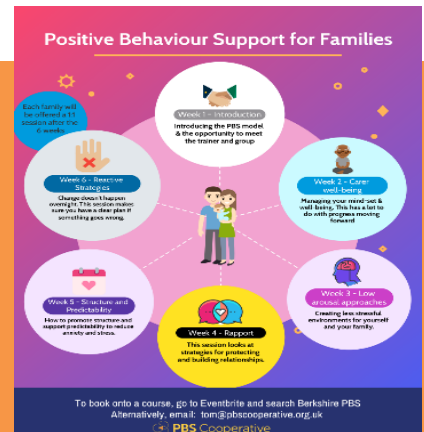 Positive Behaviour Support for Families
Each family will
be offered a 1:1
session after the
6 weeks
Week 1 - Introduction
Introducing the PBS model
& the opportunity to meet
the trainer and group
Week 2 - Carer
well-being
Managing your mind-set &
well-being. This has a lot to
do with progress moving
forward
Week 3 - Low
arousal approaches
Creating less stressful
environments for yourself
and your family.
Week 4 - Rapport
This session looks at
strategies for protecting
and building relationships.
Week 5 - Structure and
Predictability
How to promote structure and
support predictability to reduce
anxiety and stress.
Week 6 - Reactive
Strategies
Change doesn't happen
overnight. This session makes
sure you have a clear plan if
something goes wrong.
To book onto a course, go to Eventbrite and search Berkshire PBS
Alternatively, email: tom@pbscooperative.org.uk
PBS Cooperative